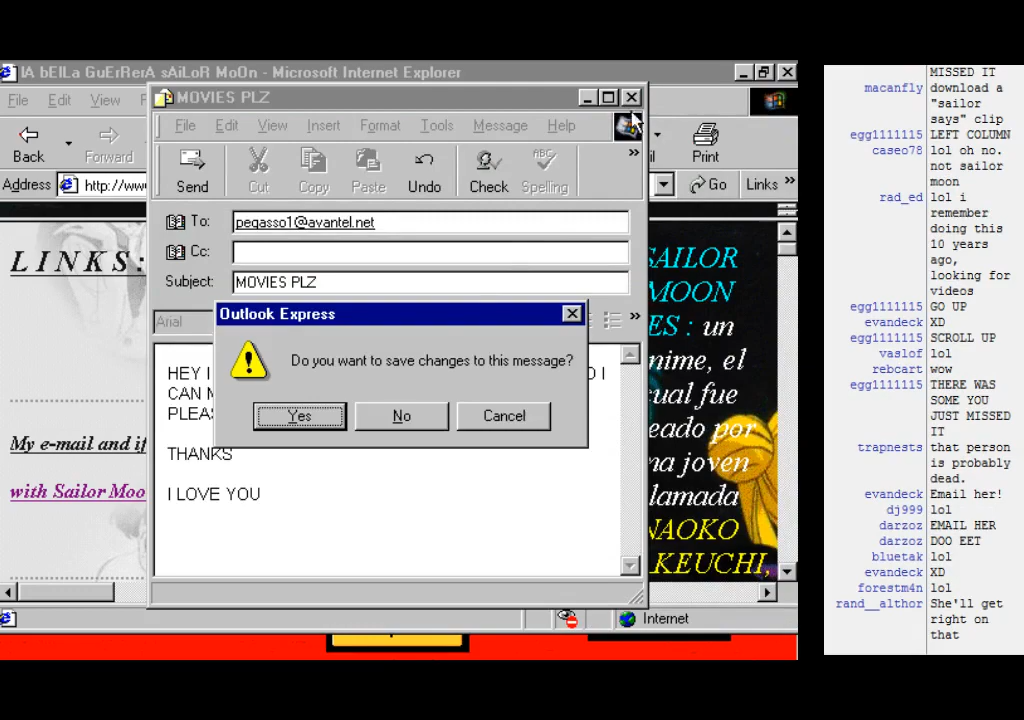 lA bElLa GuErRerA sAiLoR MoOn - Microsoft Internet Explorer
File Edit View
Back Forward Print
Address http://www Go Links »
MOVIES PLZ
File Edit View Insert Format Tools Message Help
Send Cut Copy Paste Undo Check Spelling »
To: pegasso1@avantel.net
Cc:
Subject: MOVIES PLZ
Arial »
HEY I
CAN
PLEAS
THANKS
I LOVE YOU
Outlook Express
Do you want to save changes to this message?
Yes No Cancel
LINKS:
My e-mail and if
with Sailor Moo
SAILOR
MOON
ES : un
nime, el
ual fue
eado por
na joven
lamada
NAOKO
AKEUCHI,
Internet
MISSED IT
macanfly download a
"sailor
says" clip
egg1111115 LEFT COLUMN
caseo78 lol oh no.
not sailor
moon
rad_ed lol i
remember
doing this
10 years
ago,
looking for
videos
egg1111115 GO UP
evandeck XD
egg1111115 SCROLL UP
vaslof lol
rebcart wow
egg1111115 THERE WAS
SOME YOU
JUST MISSED
IT
trapnests that person
is probably
dead.
evandeck Email her!
dj999 lol
darzoz EMAIL HER
darzoz DOO EET
bluetak lol
evandeck XD
forestm4n lol
rand__althor She'll get
right on
that